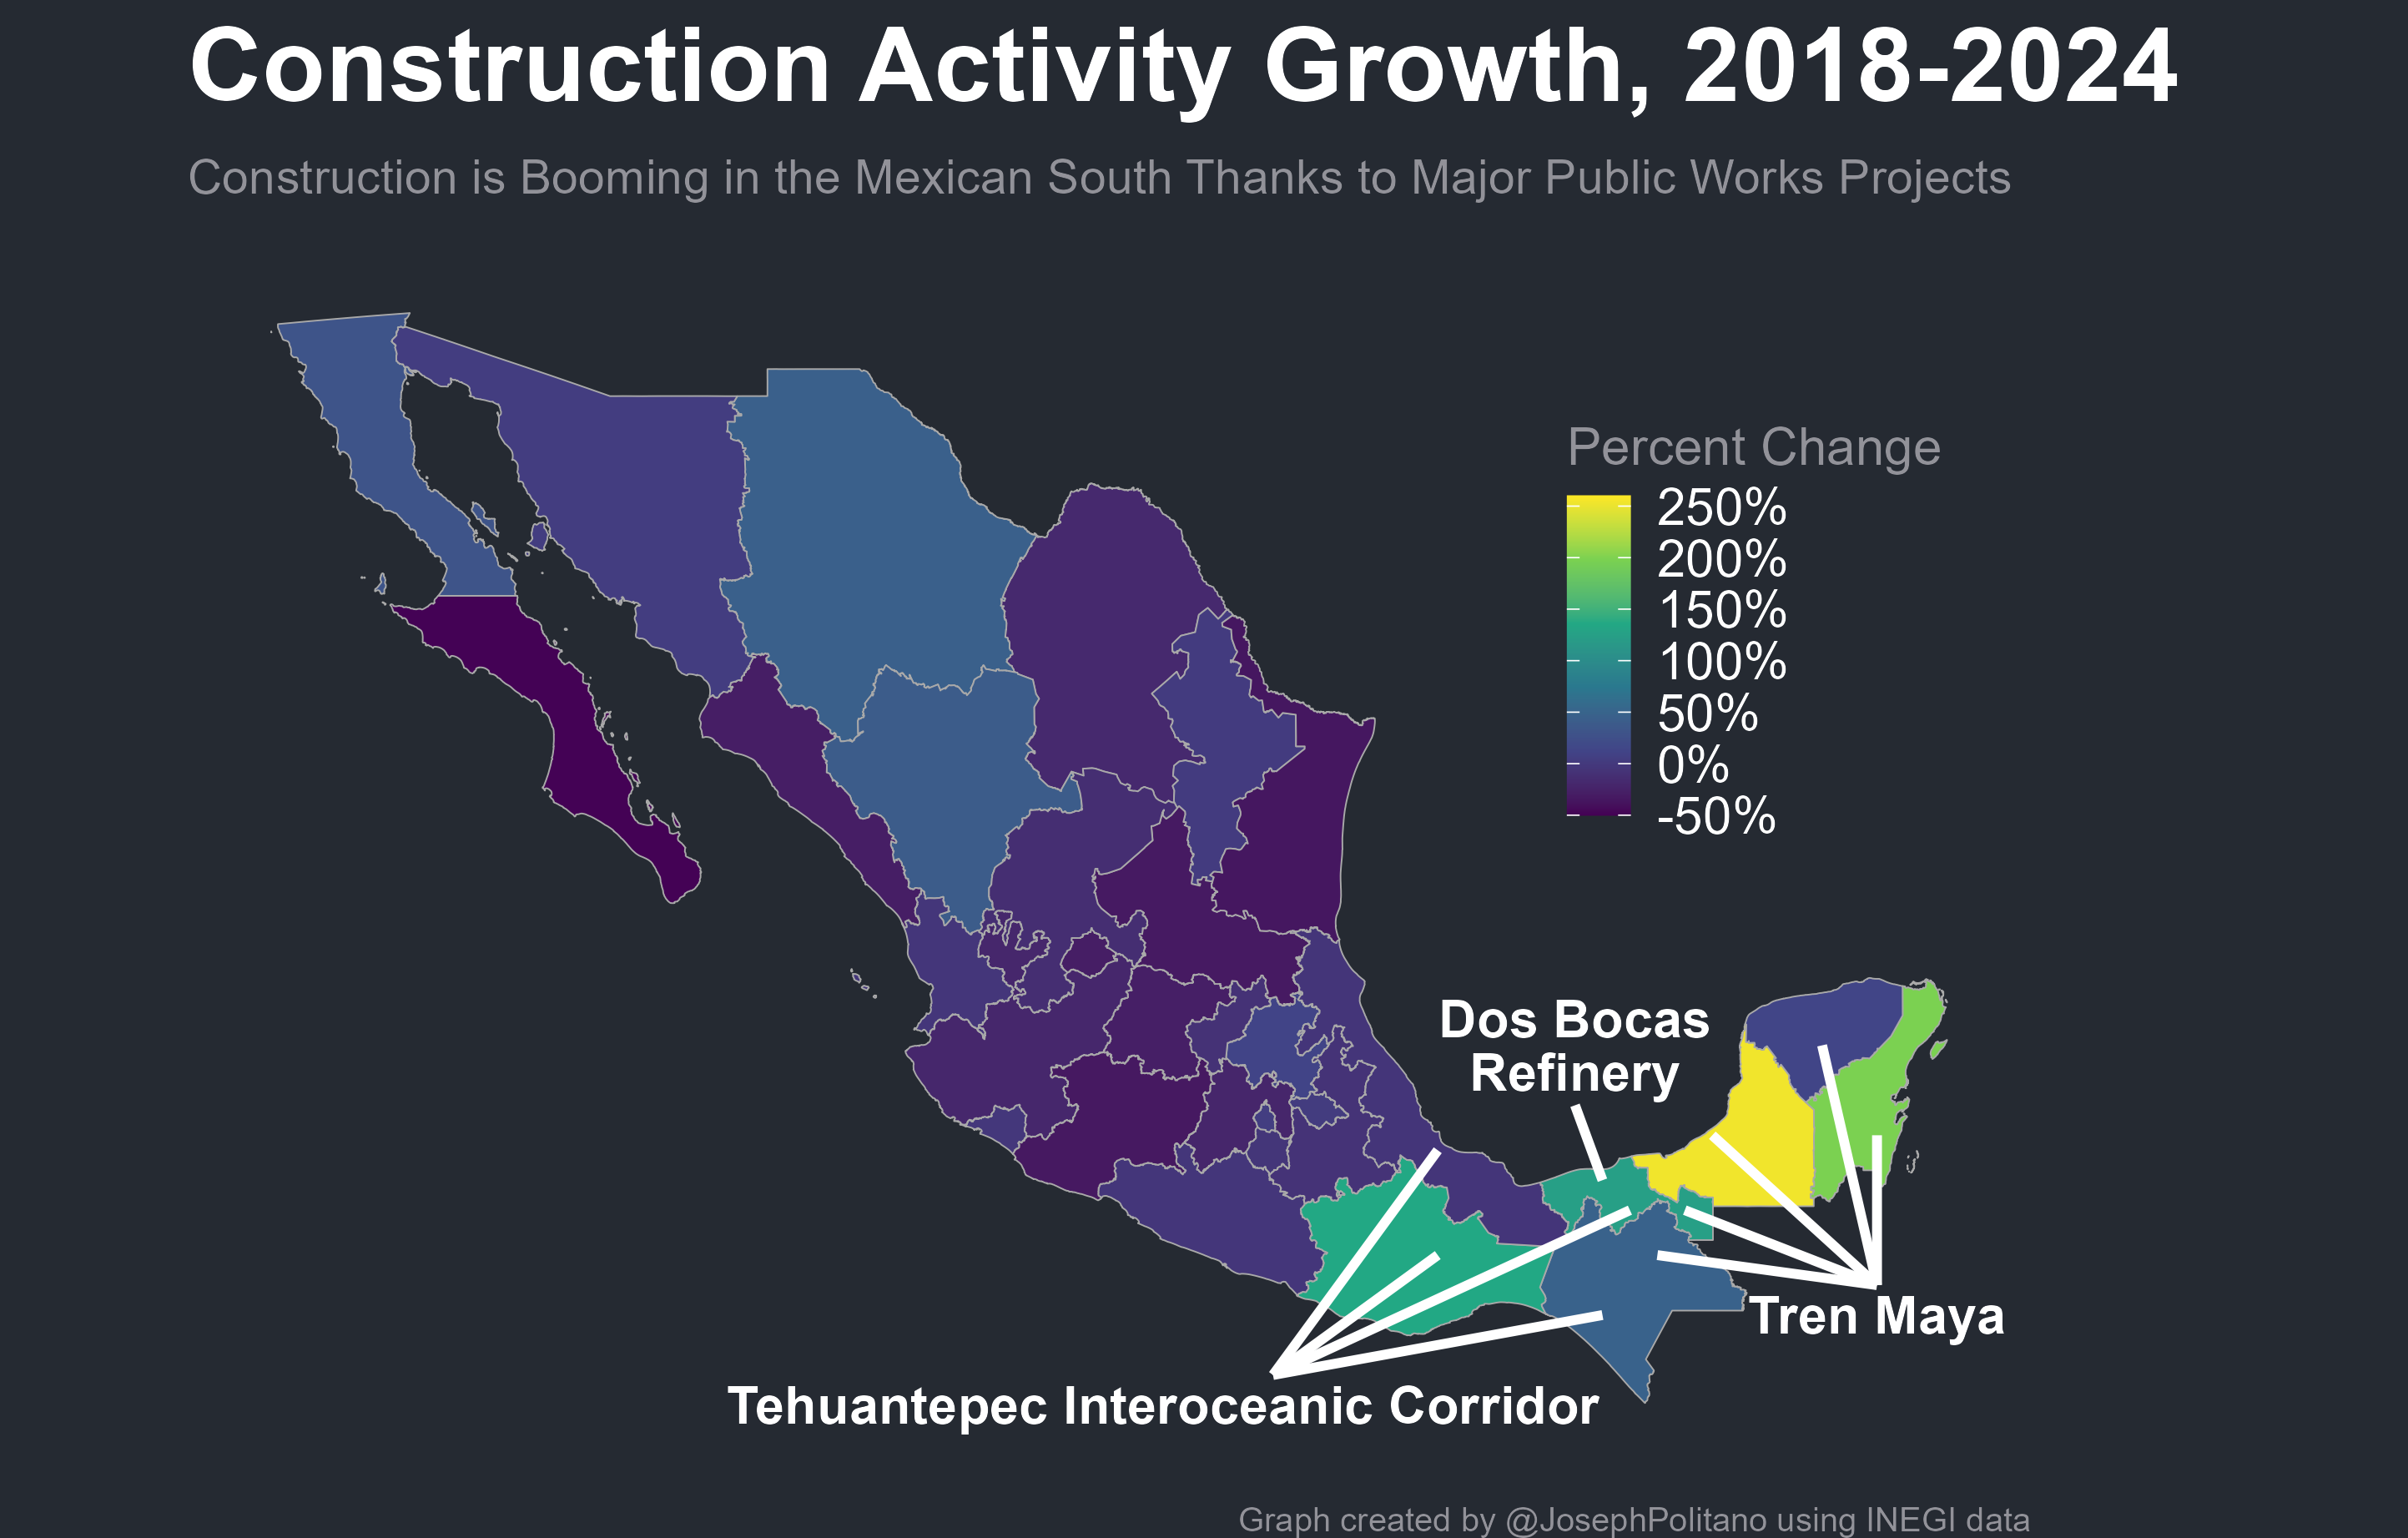 Construction Activity Growth, 2018-2024
Construction is Booming in the Mexican South Thanks to Major Public Works Projects
Percent Change
250%
200%
150%
100%
50%
0%
-50%
Dos Bocas
Refinery
Tren Maya
Tehuantepec Interoceanic Corridor
Graph created by @JosephPolitano using INEGI data